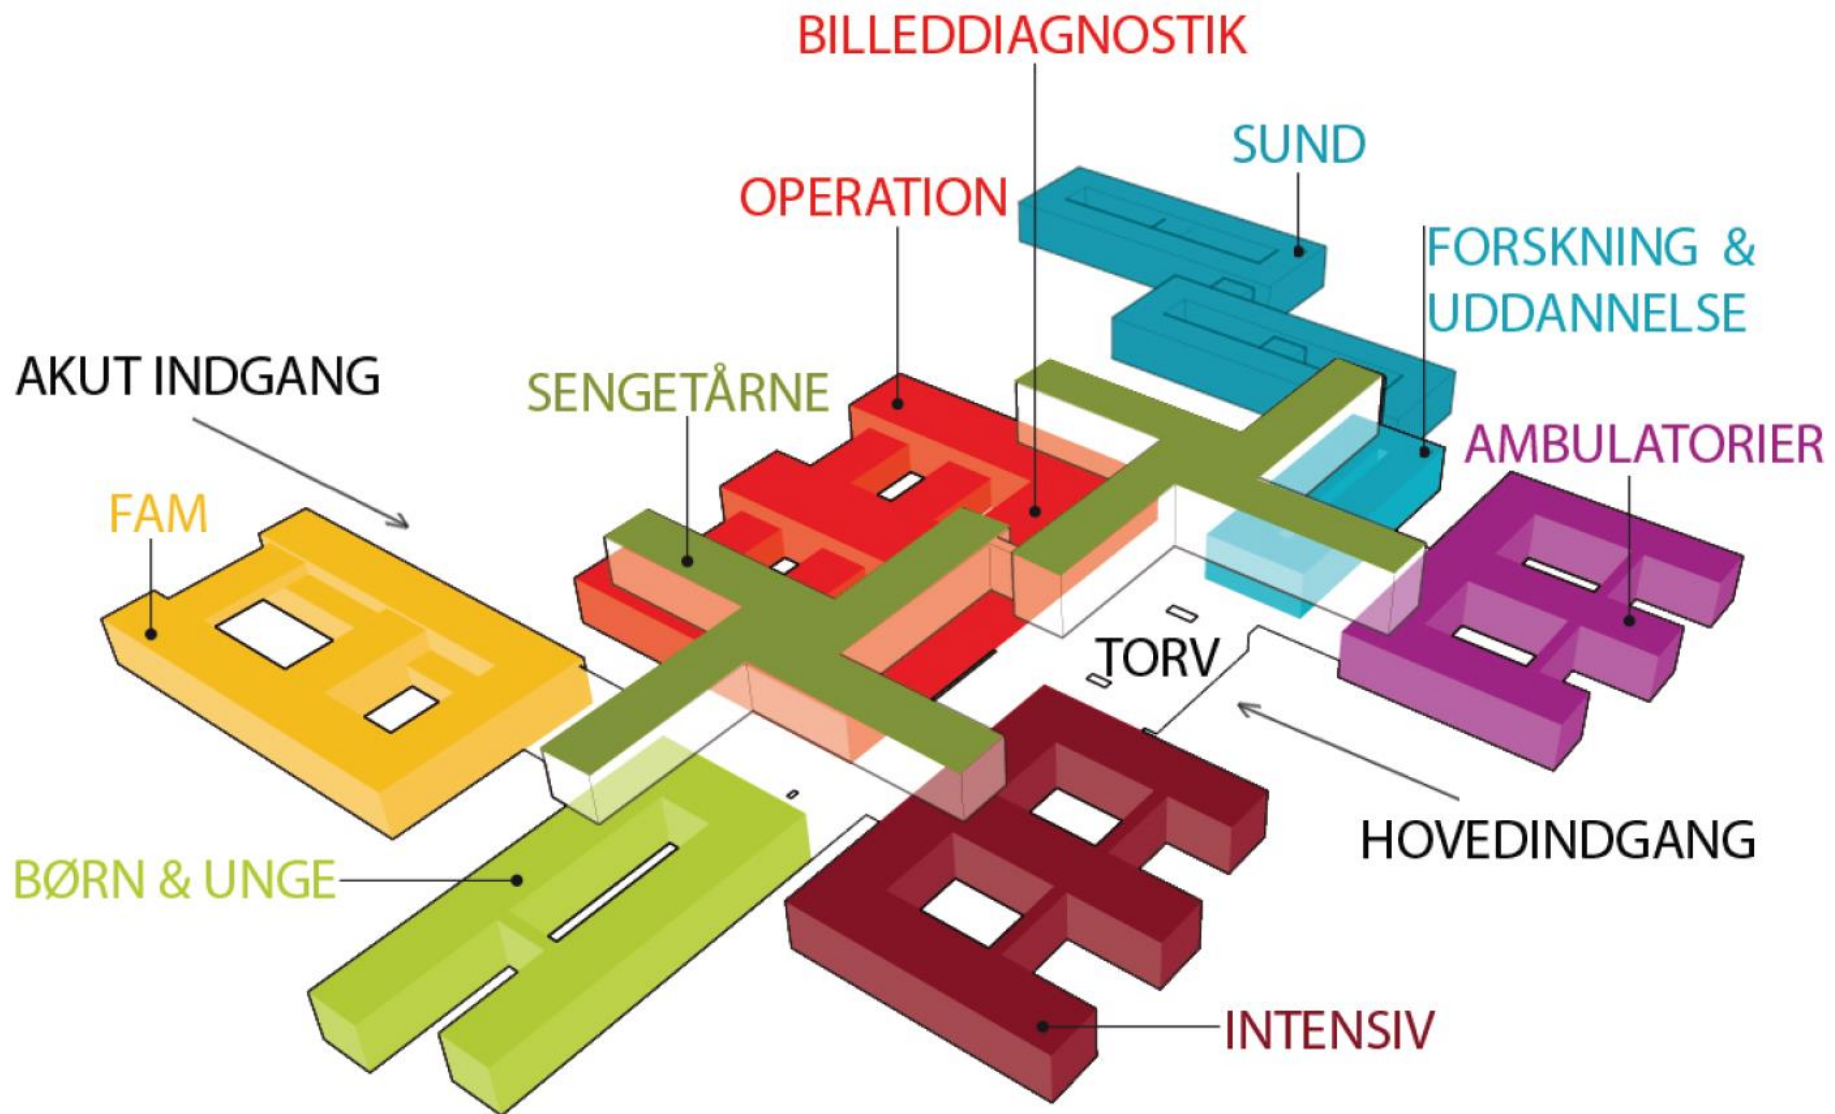 BILLEDDIAGNOSTIK
SUND
OPERATION
FORSKNING &
UDDANNELSE
AKUT INDGANG
SENGETÅRNE
AMBULATORIER
FAM
TORV
HOVEDINDGANG
BØRN & UNGE
INTENSIV